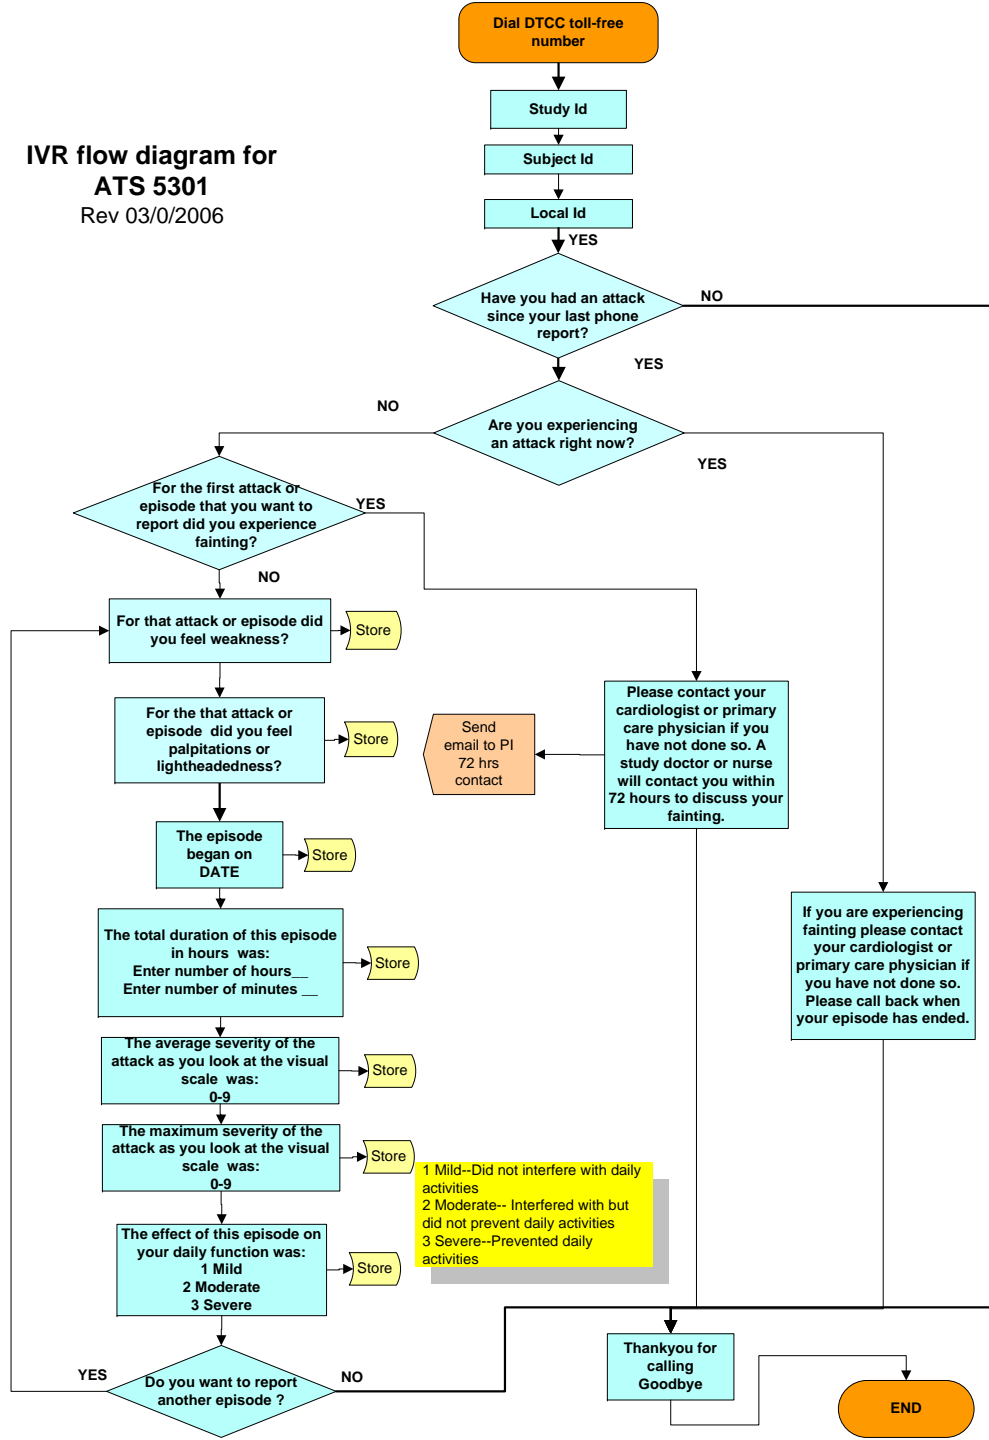 Dial DTCC toll-free
number
Study Id
IVR flow diagram for
ATS 5301
Rev 03/0/2006
Subject Id
Local Id
YES
Have you had an attack
since your last phone
report?
NO
YES
NO
Are you experiencing
an attack right now?
YES
For the first attack or
episode that you want to
report did you experience
fainting?
YES
NO
For that attack or episode did
you feel weakness?
Store
For the that attack or
episode did you feel
palpitations or
lightheadedness?
Store
Send
email to PI
72 hrs
contact
Please contact your
cardiologist or primary
care physician if you
have not done so. A
study doctor or nurse
will contact you within
72 hours to discuss your
fainting.
The episode
began on
DATE
Store
If you are experiencing
fainting please contact
your cardiologist or
primary care physician if
you have not done so.
Please call back when
your episode has ended.
The total duration of this episode
in hours was:
Enter number of hours__
Enter number of minutes __
Store
The average severity of the
attack as you look at the visual
scale was:
0-9
Store
The maximum severity of the
attack as you look at the visual
scale was:
0-9
Store
1 Mild--Did not interfere with daily
activities
2 Moderate-- Interfered with but
did not prevent daily activities
3 Severe--Prevented daily
activities
The effect of this episode on
your daily function was:
1 Mild
2 Moderate
3 Severe
Store
YES
Do you want to report
another episode ?
NO
Thankyou for
calling
Goodbye
END